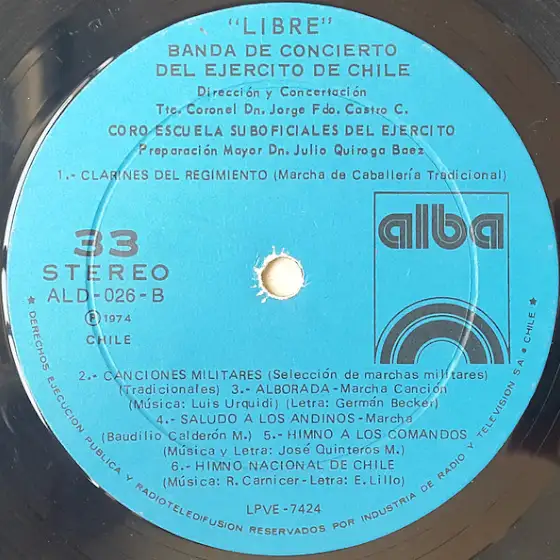 "LIBRE"
BANDA DE CONCIERTO
DEL EJERCITO DE CHILE
Dirección y Concertación
Tte. Coronel Dn. Jorge Fdo. Castro C.
CORO ESCUELA SUBOFICIALES DEL EJERCITO
Preparación Mayor Dn. Julio Quiroga Baez
1.- CLARINES DEL REGIMIENTO (Marcha de Caballería Tradicional)
alba
33
STEREO
ALD-026-B
Ⓟ 1974
CHILE
2.- CANCIONES MILITARES (Selección de marchas militares)
(Tradicionales) 3.- ALBORADA-Marcha Canción
(Música: Luis Urquidi) (Letra: Germán Becker)
4.- SALUDO A LOS ANDINOS-Marcha
(Baudilio Calderón M.) 5.- HIMNO A LOS COMANDOS
(Música y Letra: José Quinteros M.)
6.- HIMNO NACIONAL DE CHILE
(Música: R. Carnicer-Letra: E. Lillo)
LPVE-7424
★ DERECHOS EJECUCION PUBLICA y RADIOTELEDIFUSION RESERVADOS POR INDUSTRIA DE RADIO Y TELEVISION S.A. - CHILE ★